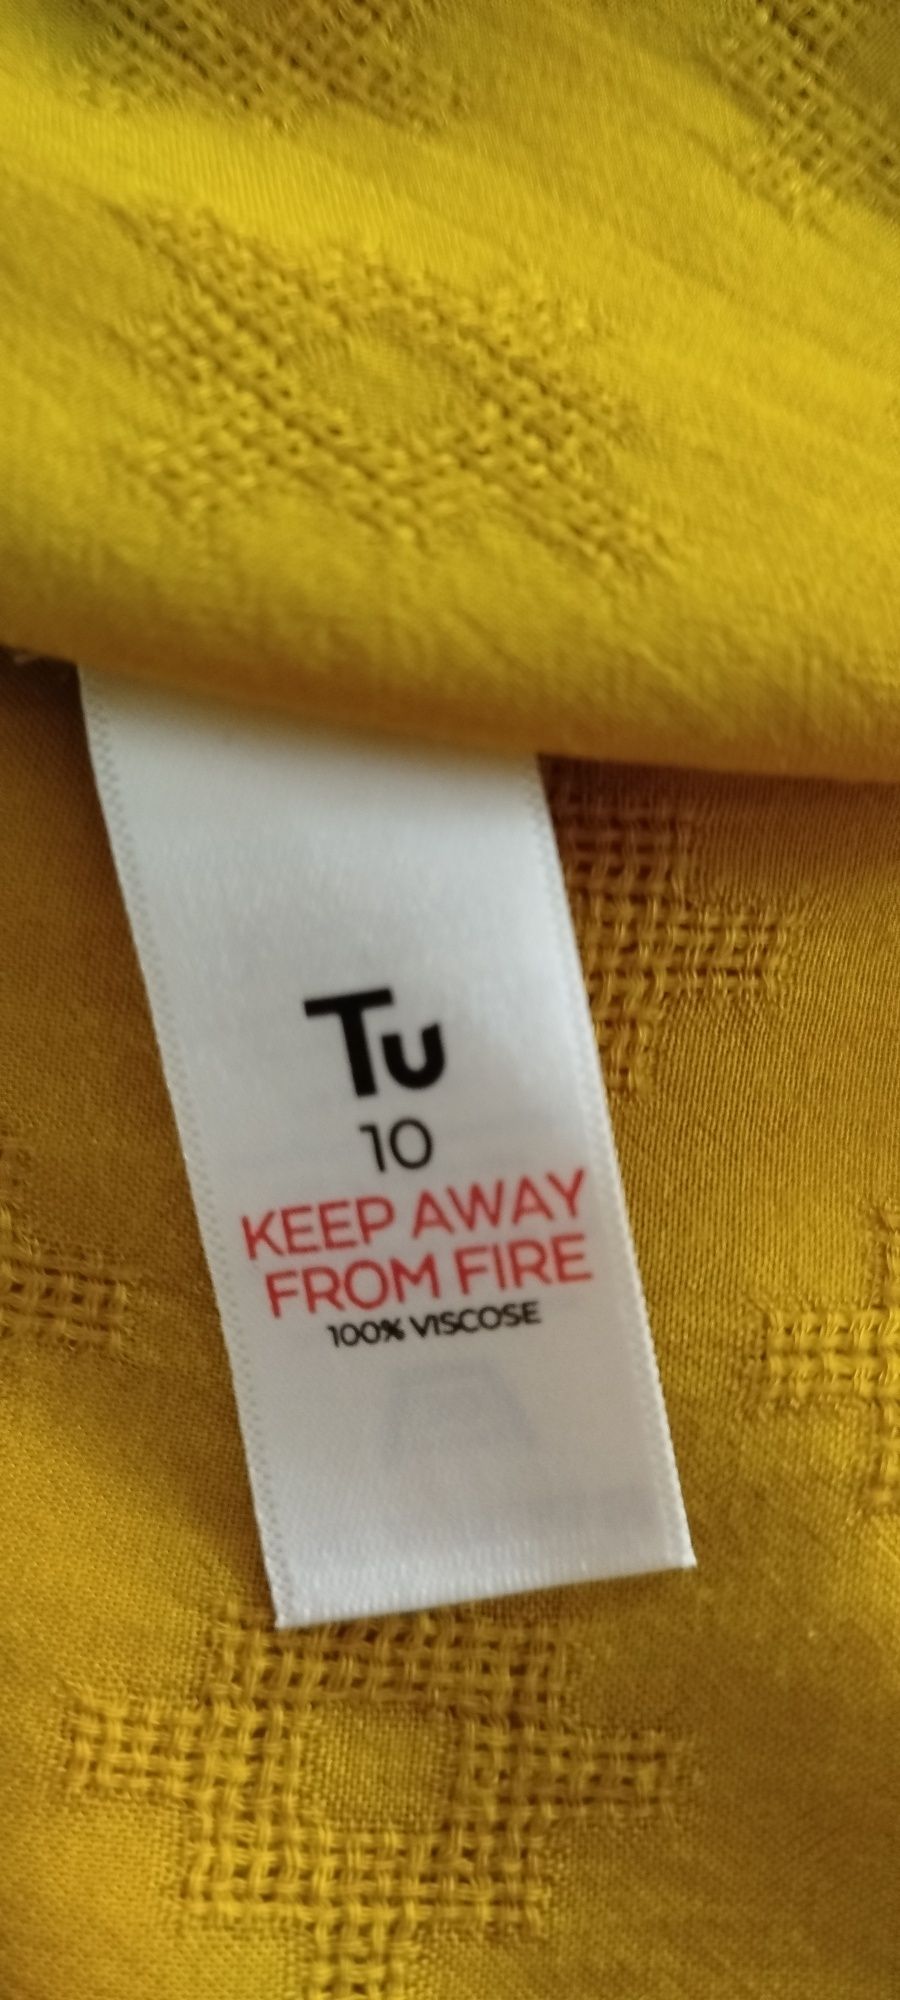 Tu
10
KEEP AWAY
FROM FIRE
100% VISCOSE